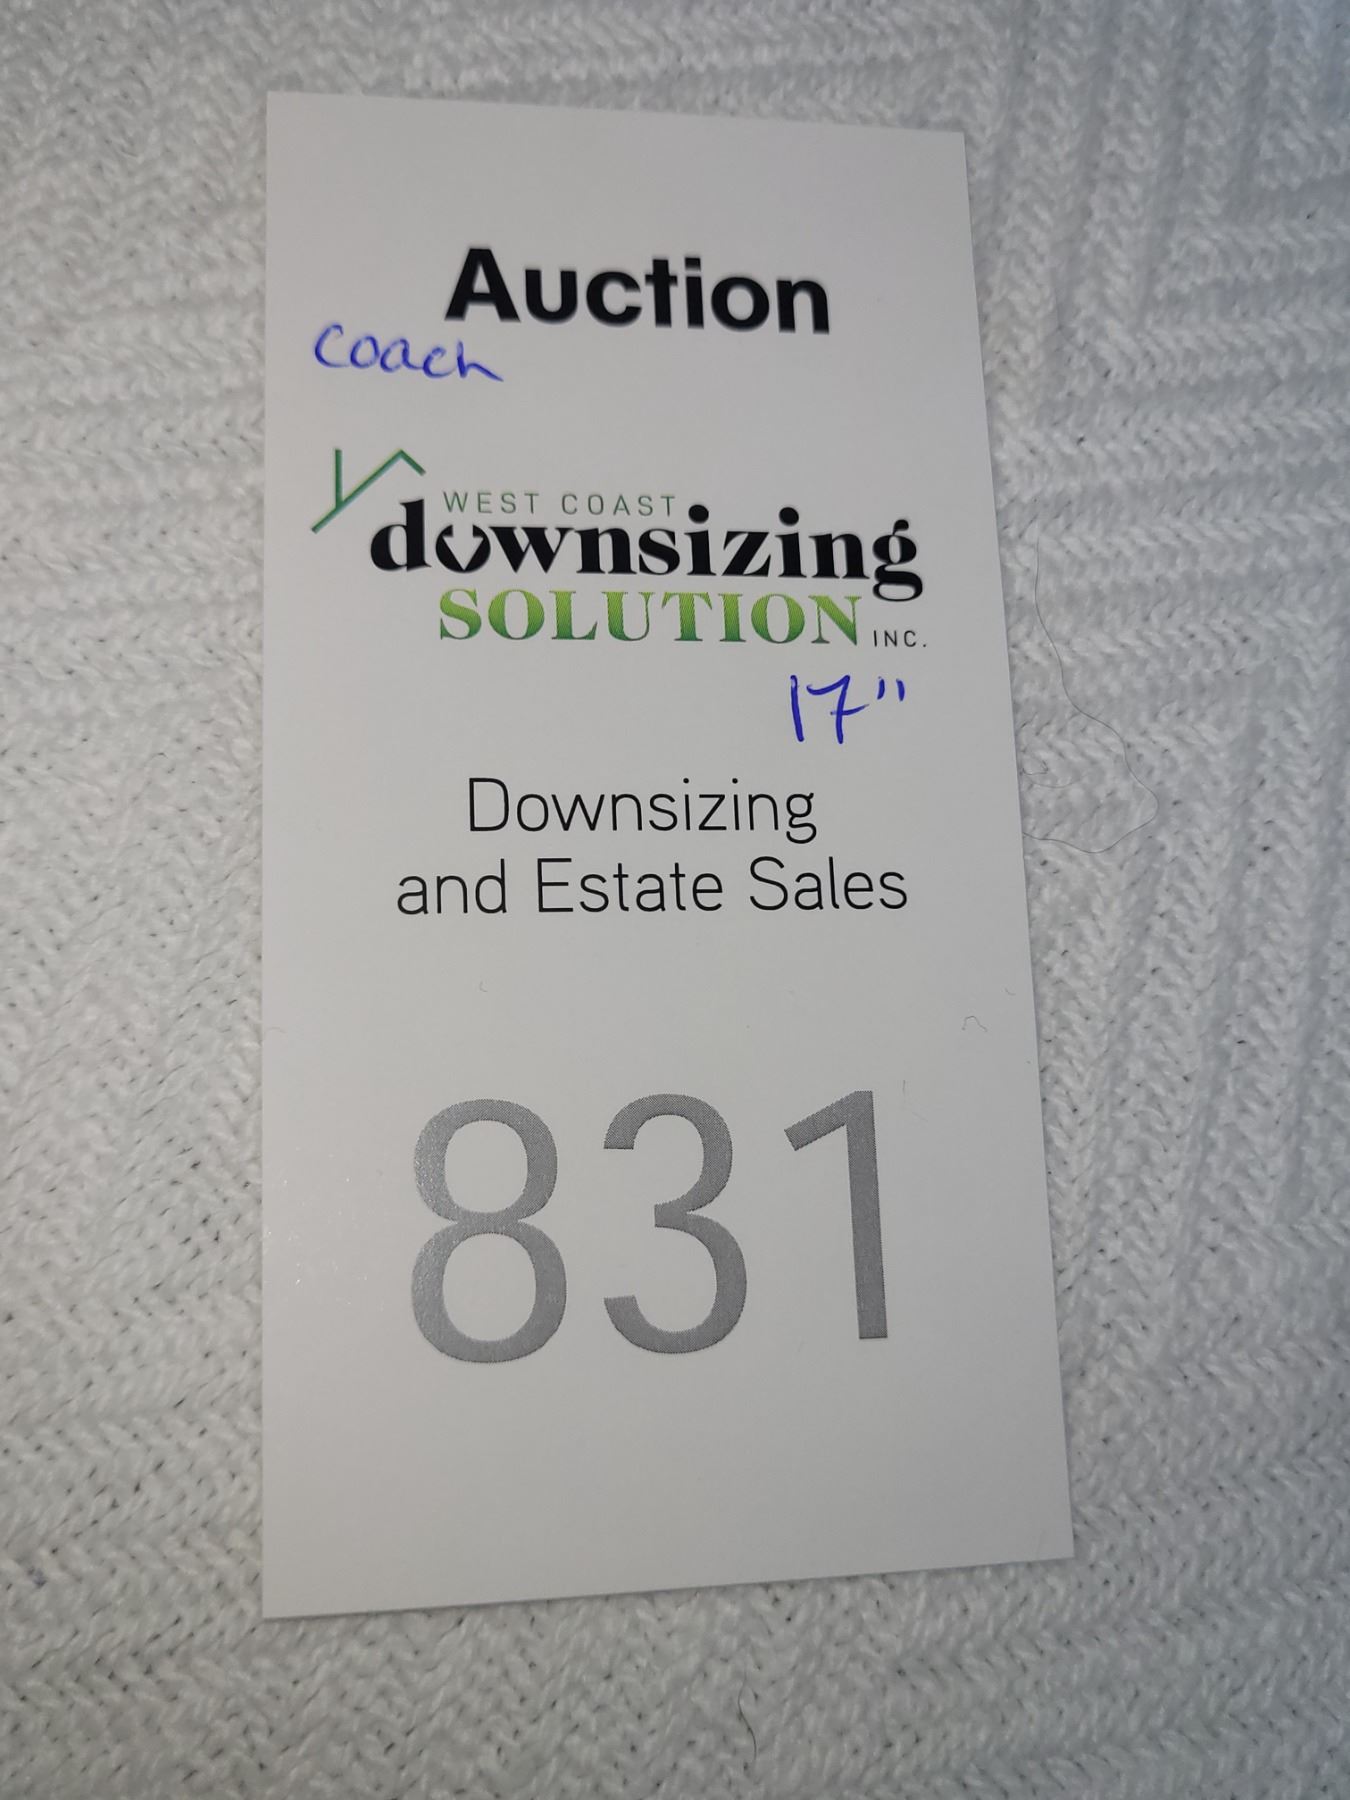 Auction
Coach
WEST COAST
downsizing
SOLUTION INC.
17"
Downsizing
and Estate Sales
831